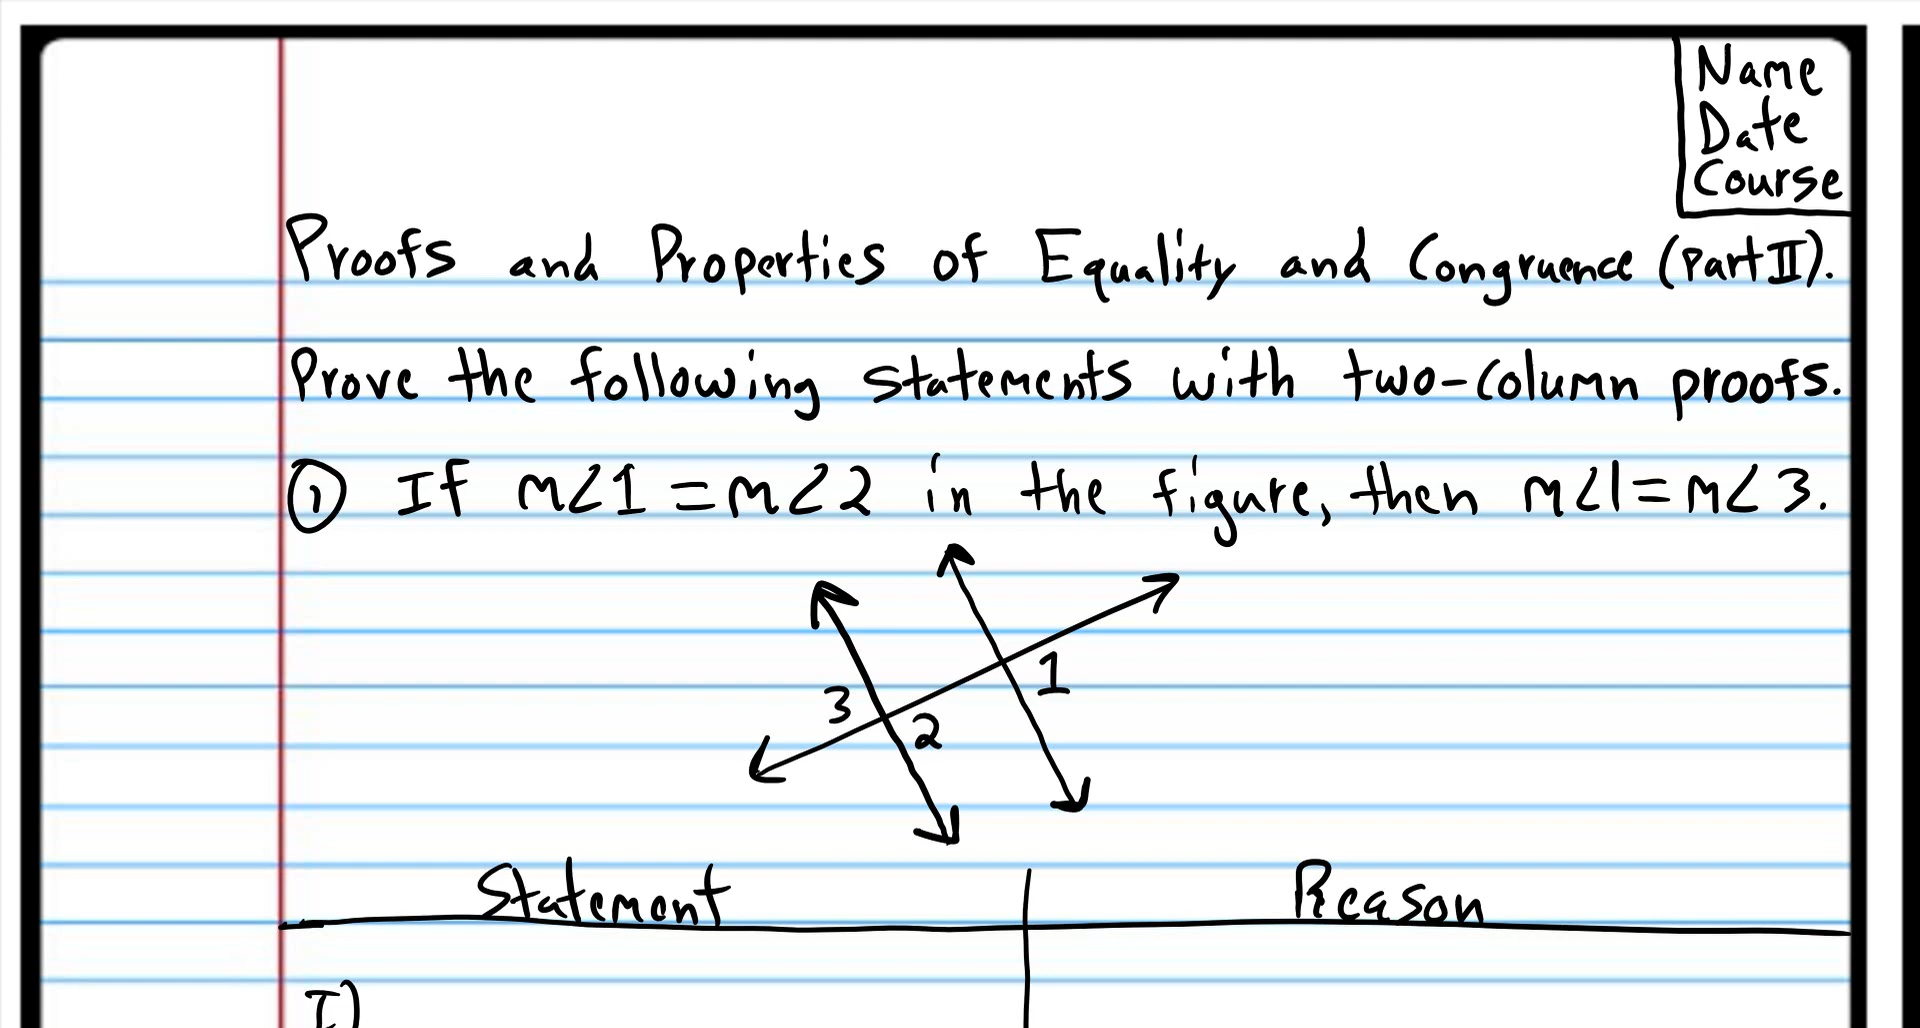 Name
Date
Course
Proofs and Properties of Equality and Congruence (Part II).
Prove the following statements with two-column proofs.
① If m∠1 = m∠2 in the figure, then m∠1 = m∠3.
1
3
2
Statement Reason
I)